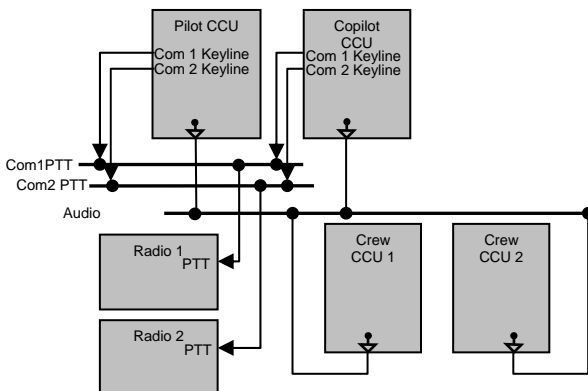 Pilot CCU
Com 1 Keyline
Com 2 Keyline
Copilot
CCU
Com 1 Keyline
Com 2 Keyline
Com1PTT
Com2 PTT
Audio
Radio 1
PTT
Radio 2
PTT
Crew
CCU 1
Crew
CCU 2